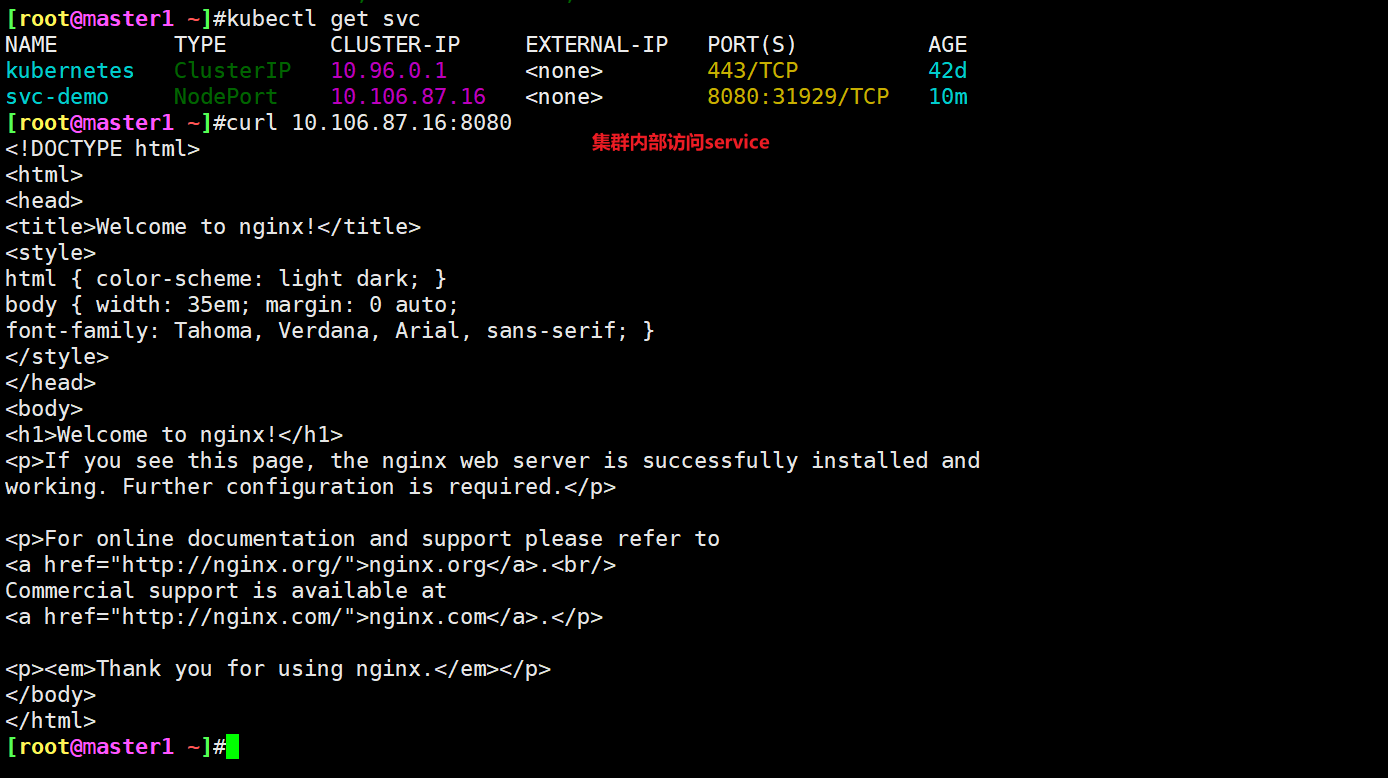 [root@master1 ~]#kubectl get svc
NAME         TYPE        CLUSTER-IP     EXTERNAL-IP   PORT(S)          AGE
kubernetes   ClusterIP   10.96.0.1      <none>        443/TCP          42d
svc-demo     NodePort    10.106.87.16   <none>        8080:31929/TCP   10m
[root@master1 ~]#curl 10.106.87.16:8080
集群内部访问service
<!DOCTYPE html>
<html>
<head>
<title>Welcome to nginx!</title>
<style>
html { color-scheme: light dark; }
body { width: 35em; margin: 0 auto;
font-family: Tahoma, Verdana, Arial, sans-serif; }
</style>
</head>
<body>
<h1>Welcome to nginx!</h1>
<p>If you see this page, the nginx web server is successfully installed and
working. Further configuration is required.</p>

<p>For online documentation and support please refer to
<a href="http://nginx.org/">nginx.org</a>.<br/>
Commercial support is available at
<a href="http://nginx.com/">nginx.com</a>.</p>

<p><em>Thank you for using nginx.</em></p>
</body>
</html>
[root@master1 ~]#